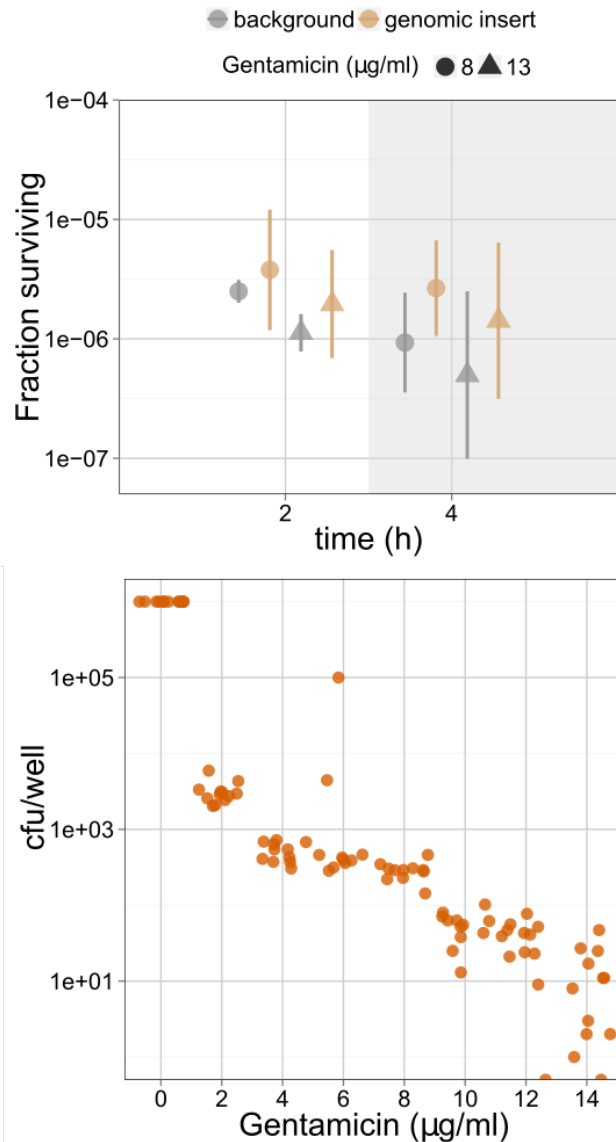 background genomic insert
Gentamicin (µg/ml) 8 13
1e−04
1e−05
1e−06
1e−07
Fraction surviving
2 4
time (h)
1e+05
1e+03
1e+01
cfu/well
0 2 4 6 8 10 12 14
Gentamicin (µg/ml)